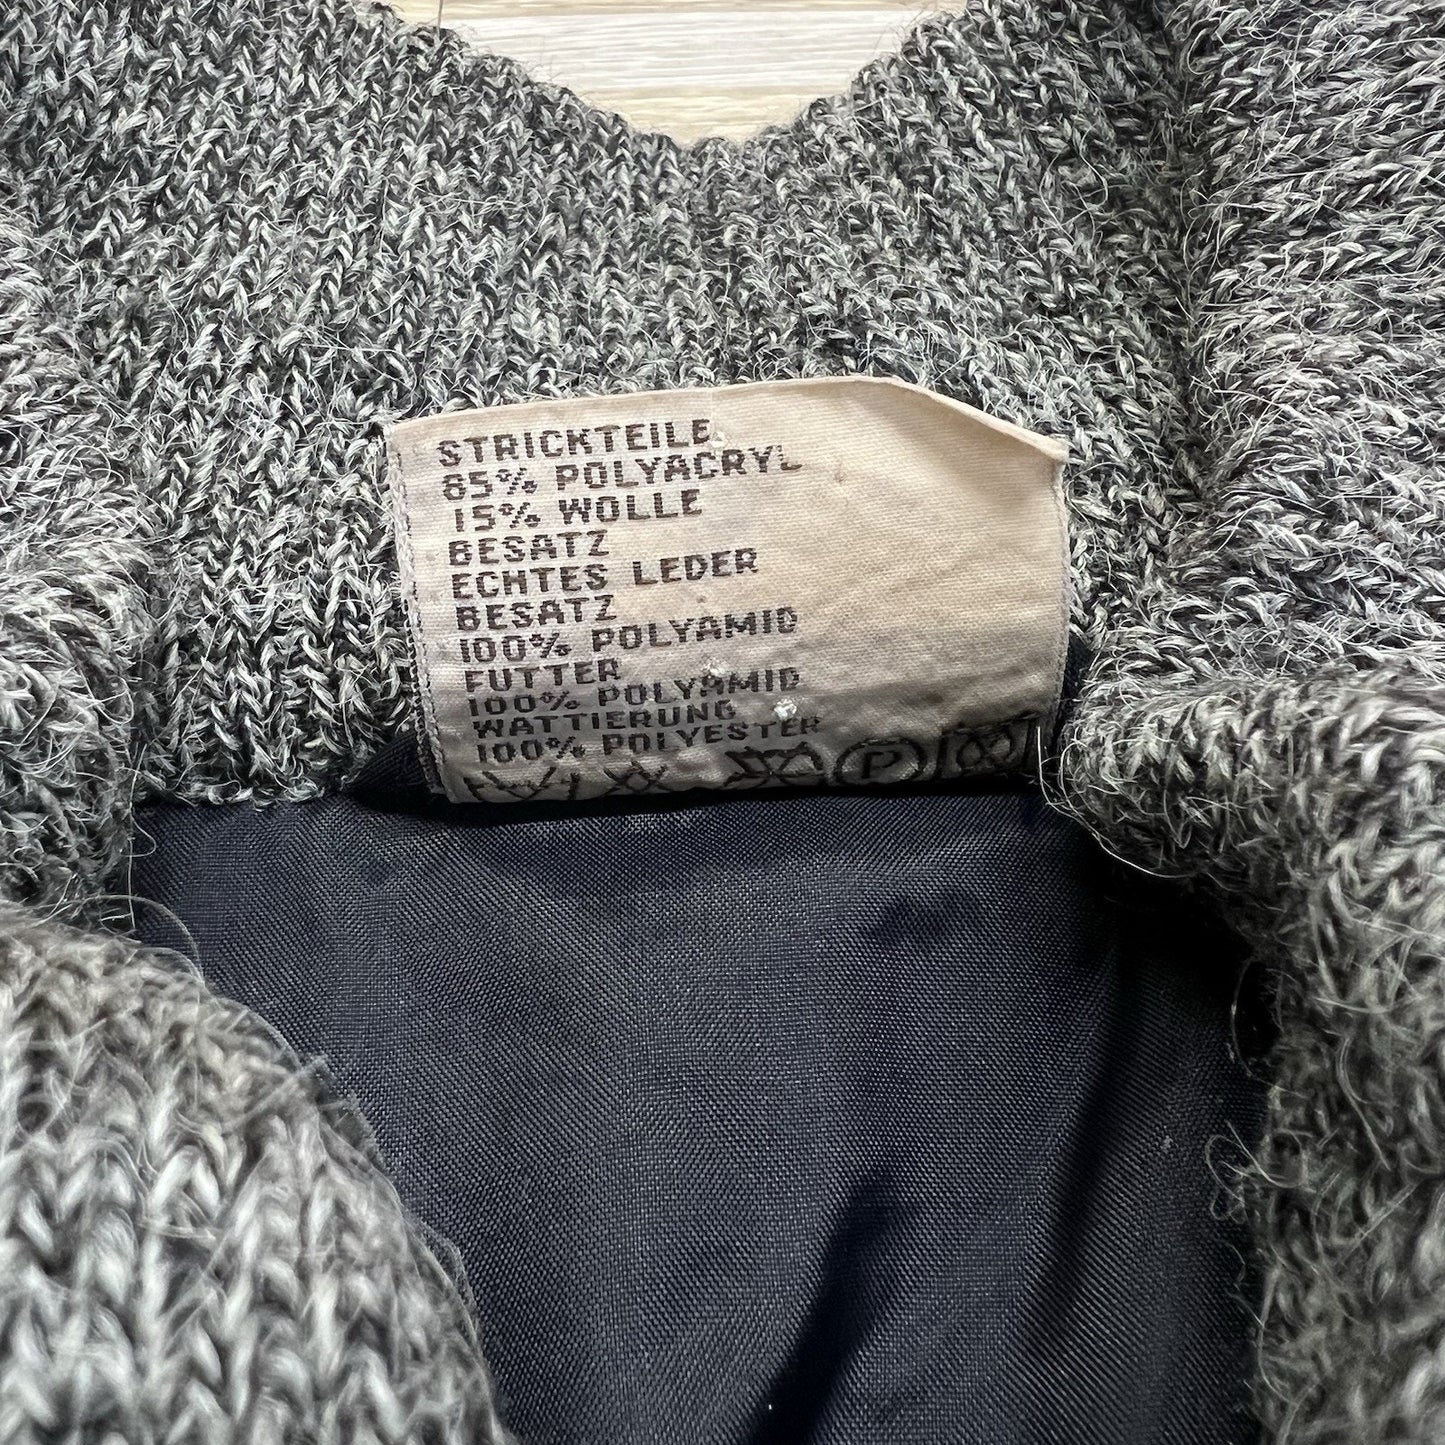 STRICKTEILE
85% POLYACRYL
15% WOLLE
BESATZ
ECHTES LEDER
BESATZ
100% POLYAMID
FUTTER
100% POLYAMID
WATTIERUNG
100% POLYESTER
P